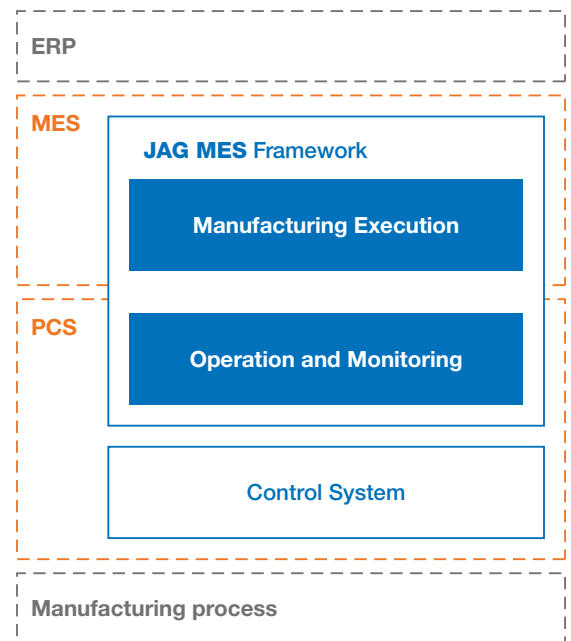 ERP
MES
JAG MES Framework
Manufacturing Execution
PCS
Operation and Monitoring
Control System
Manufacturing process